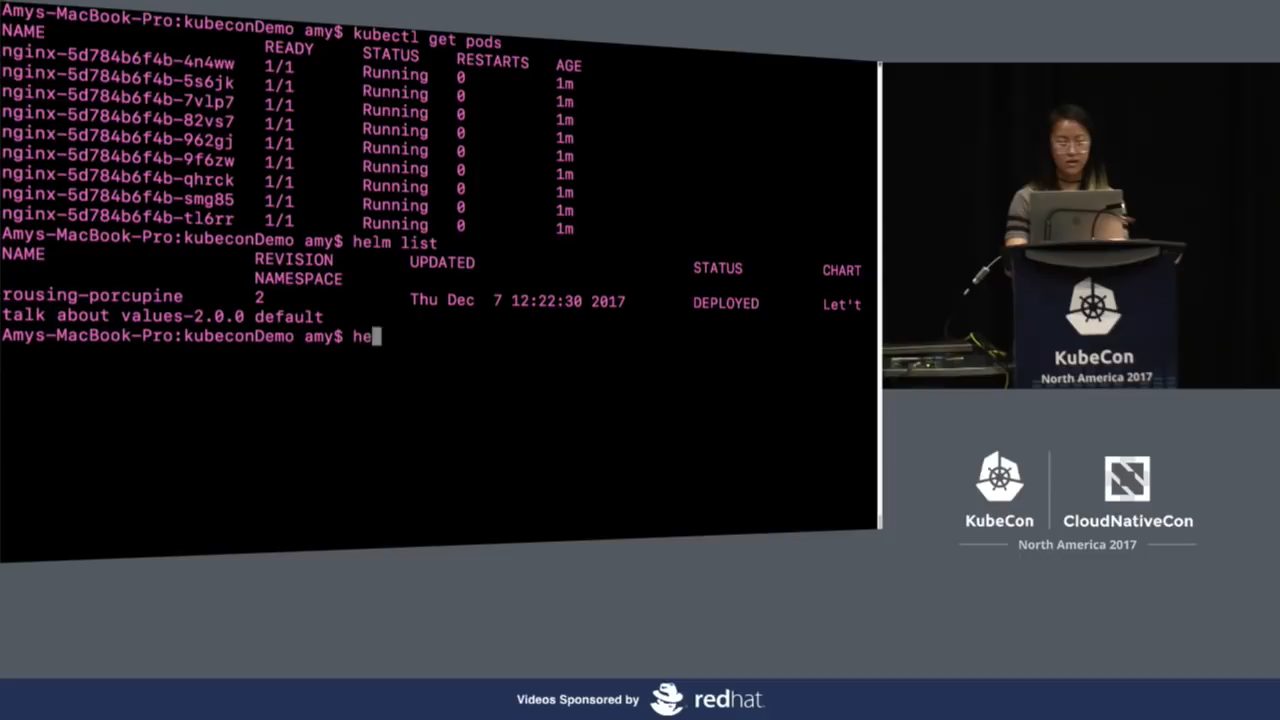 Amys-MacBook-Pro:kubeconDemo amy$ kubectl get pods
NAME READY STATUS RESTARTS AGE
nginx-5d784b6f4b-4n4ww 1/1 Running 0 1m
nginx-5d784b6f4b-5s6jk 1/1 Running 0 1m
nginx-5d784b6f4b-7vlp7 1/1 Running 0 1m
nginx-5d784b6f4b-82vs7 1/1 Running 0 1m
nginx-5d784b6f4b-962gj 1/1 Running 0 1m
nginx-5d784b6f4b-9f6zw 1/1 Running 0 1m
nginx-5d784b6f4b-qhrck 1/1 Running 0 1m
nginx-5d784b6f4b-smg85 1/1 Running 0 1m
nginx-5d784b6f4b-tl6rr 1/1 Running 0 1m
Amys-MacBook-Pro:kubeconDemo amy$ helm list
NAME REVISION UPDATED STATUS CHART
NAMESPACE
rousing-porcupine 2 Thu Dec 7 12:22:30 2017 DEPLOYED Let't
talk about values-2.0.0 default
Amys-MacBook-Pro:kubeconDemo amy$ he
KubeCon
North America 2017
KubeCon CloudNativeCon
North America 2017
Videos Sponsored by redhat